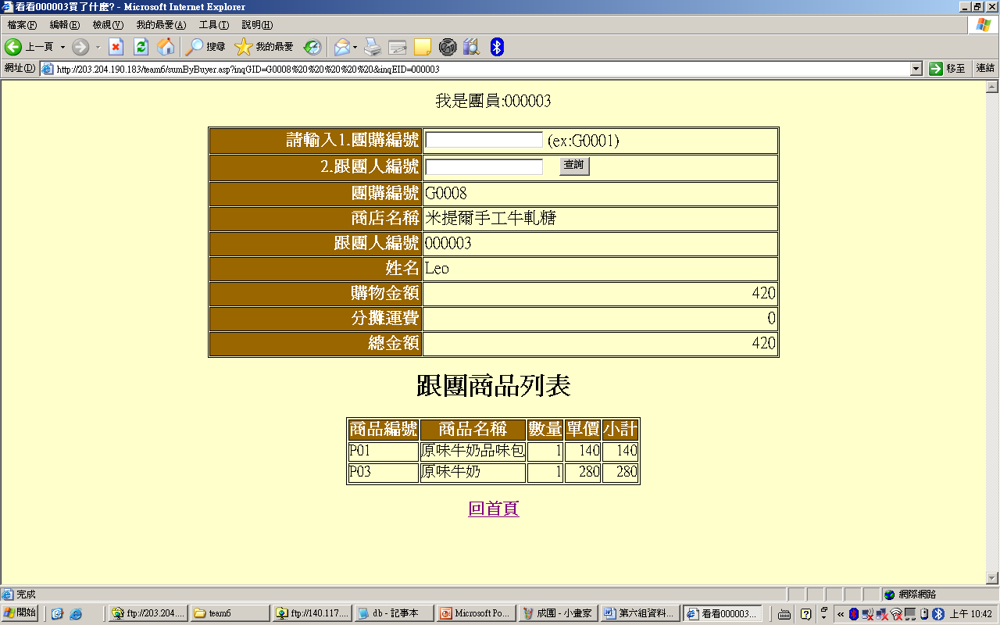 看看000003買了什麼? - Microsoft Internet Explorer
檔案(F) 編輯(E) 檢視(V) 我的最愛(A) 工具(T) 說明(H)
上一頁 搜尋 我的最愛
網址(D) http://203.204.190.183/team6/sumByBuyer.asp?inqGID=G0008%20%20%20%20%20&inqEID=000003 移至 連結
我是團員:000003
請輸入1.團購編號 (ex:G0001)
2.跟團人編號 查詢
團購編號 G0008
商店名稱 米提爾手工牛軋糖
跟團人編號 000003
姓名 Leo
購物金額 420
分攤運費 0
總金額 420
跟團商品列表
商品編號 商品名稱 數量 單價 小計
P01 原味牛奶品味包 1 140 140
P03 原味牛奶 1 280 280
回首頁
完成 網際網路
開始 ftp://203.204.... team6 ftp://140.117.... db - 記事本 Microsoft Po... 成團 - 小畫家 第六組資料... 看看000003... 上午 10:42